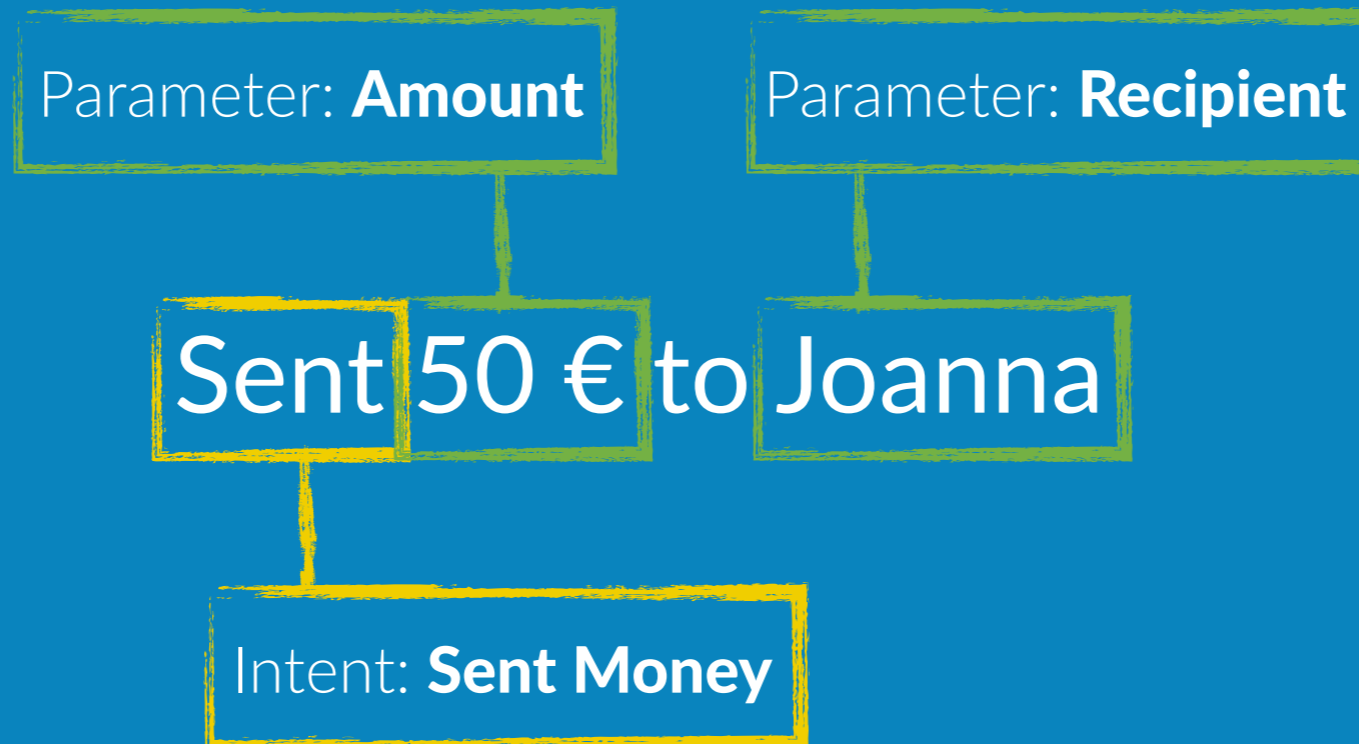 Parameter: Amount
Parameter: Recipient
Sent 50 € to Joanna
Intent: Sent Money